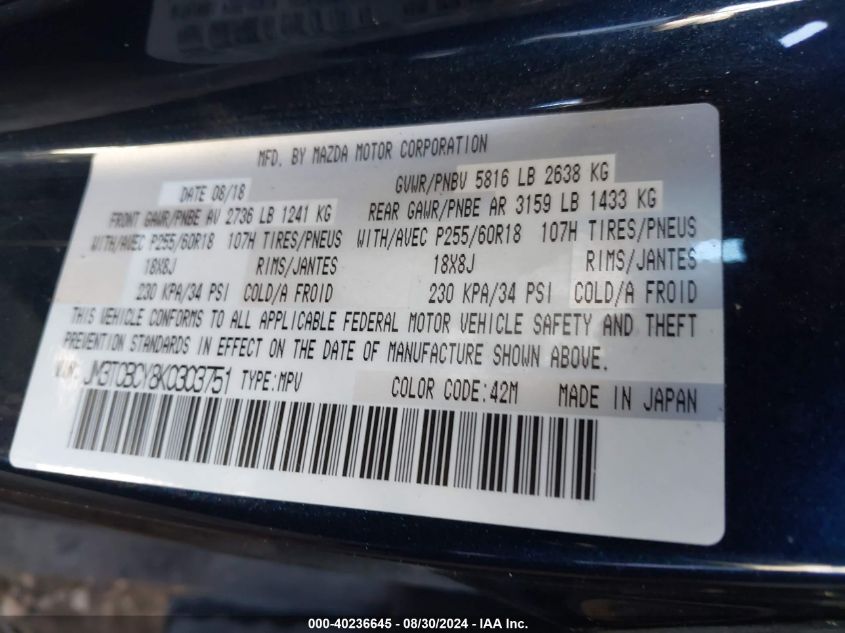 MFD. BY MAZDA MOTOR CORPORATION
DATE 08/18 GVWR/PNBV 5816 LB 2638 KG
FRONT GAWR/PNBE AV 2736 LB 1241 KG REAR GAWR/PNBE AR 3159 LB 1433 KG
WITH/AVEC P255/60R18 107H TIRES/PNEUS WITH/AVEC P255/60R18 107H TIRES/PNEUS
18X8J RIMS/JANTES 18X8J RIMS/JANTES
230 KPA/34 PSI COLD/A FROID 230 KPA/34 PSI COLD/A FROID
THIS VEHICLE CONFORMS TO ALL APPLICABLE FEDERAL MOTOR VEHICLE SAFETY AND THEFT
PREVENTION STANDARDS IN EFFECT ON THE DATE OF MANUFACTURE SHOWN ABOVE.
VIN: JM3TCBCY8K0303751 TYPE:MPV COLOR CODE:42M MADE IN JAPAN
000-40236645 - 08/30/2024 - IAA Inc.